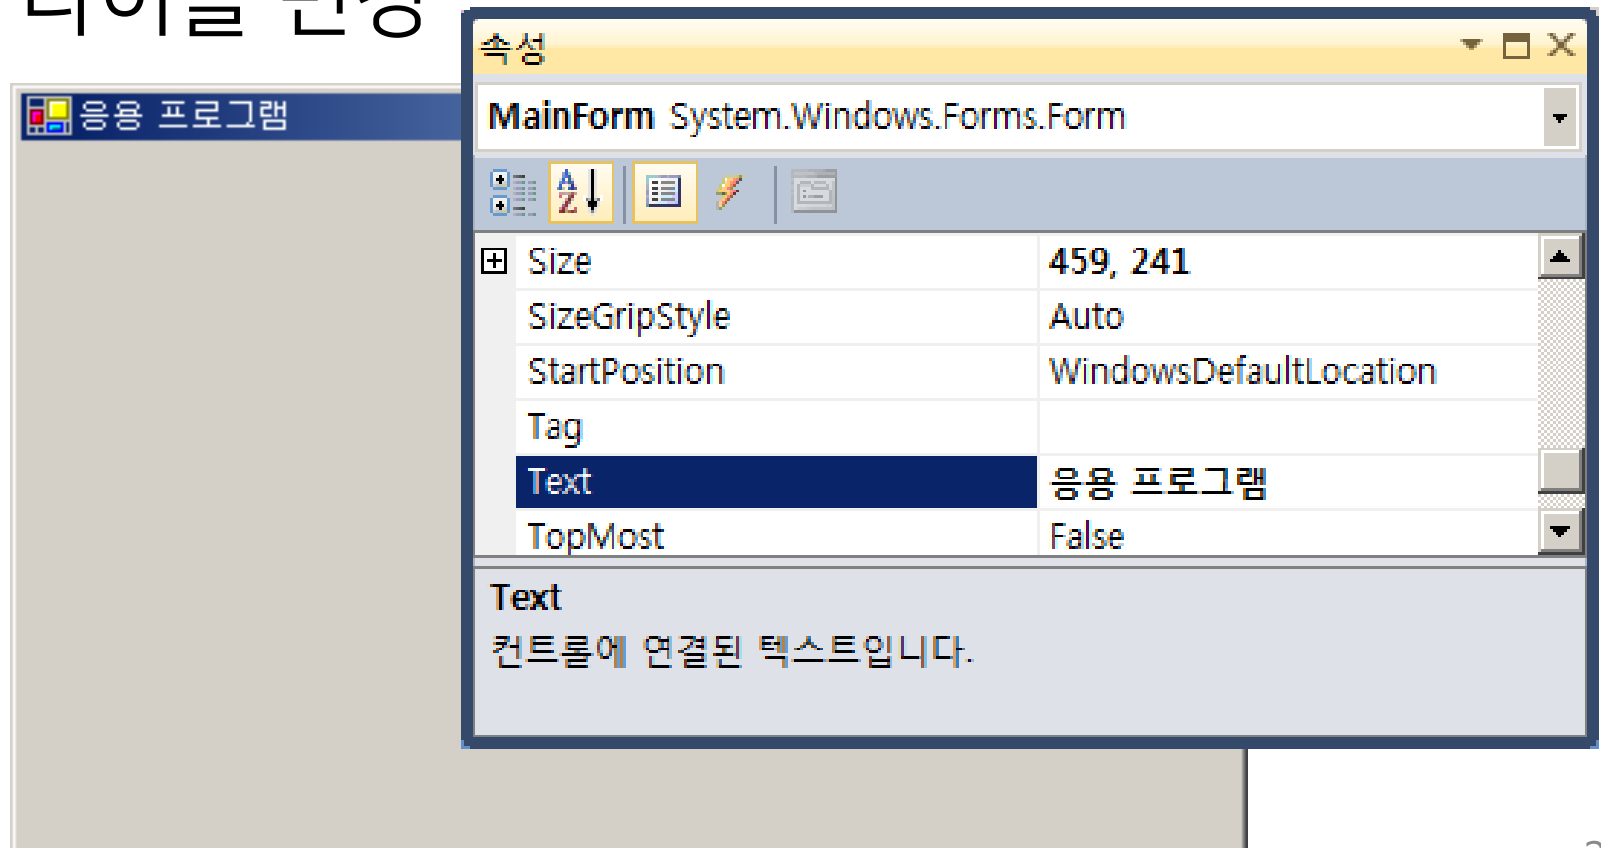 속성
응용 프로그램
MainForm System.Windows.Forms.Form
Size 459, 241
SizeGripStyle Auto
StartPosition WindowsDefaultLocation
Tag
Text 응용 프로그램
TopMost False
Text
컨트롤에 연결된 텍스트입니다.